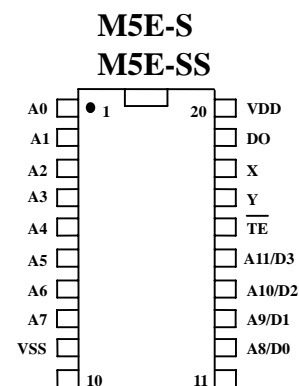 M5E-S
M5E-SS
A0 1 20 VDD
A1 DO
A2 X
A3 Y
A4 TE
A5 A11/D3
A6 A10/D2
A7 A9/D1
VSS A8/D0
10 11